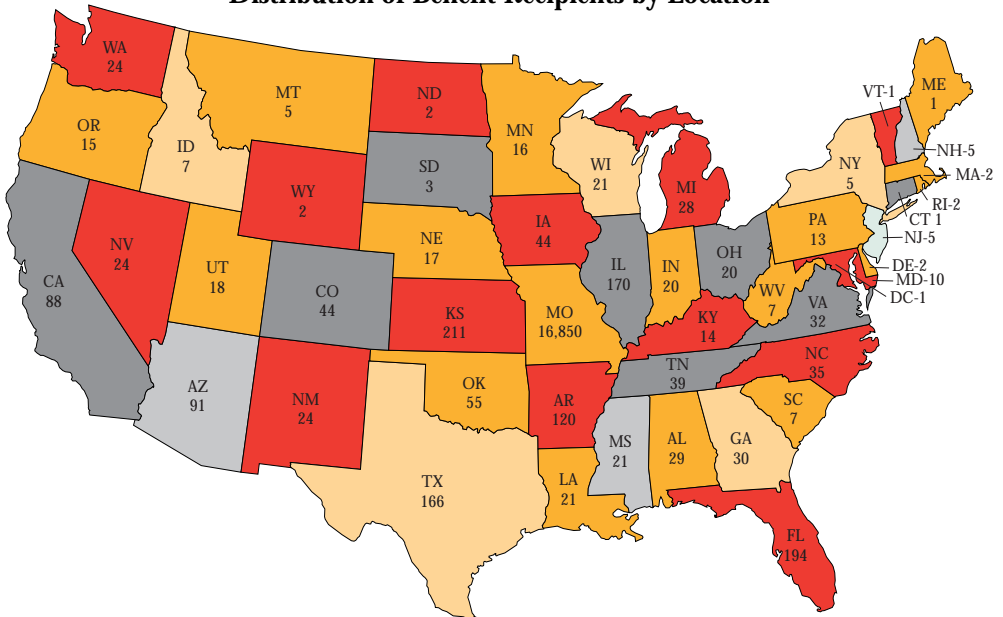 Distribution of Benefit Recipients by Location
WA
24
OR
15
ID
7
MT
5
ND
2
MN
16
SD
3
WY
2
WI
21
MI
28
NY
5
VT-1
ME
1
NH-5
MA-2
RI-2
CT 1
NJ-5
DE-2
MD-10
DC-1
PA
13
CA
88
NV
24
UT
18
CO
44
NE
17
IA
44
IL
170
IN
20
OH
20
WV
7
VA
32
KS
211
MO
16,850
KY
14
NC
35
TN
39
SC
7
AZ
91
NM
24
OK
55
AR
120
MS
21
AL
29
GA
30
TX
166
LA
21
FL
194